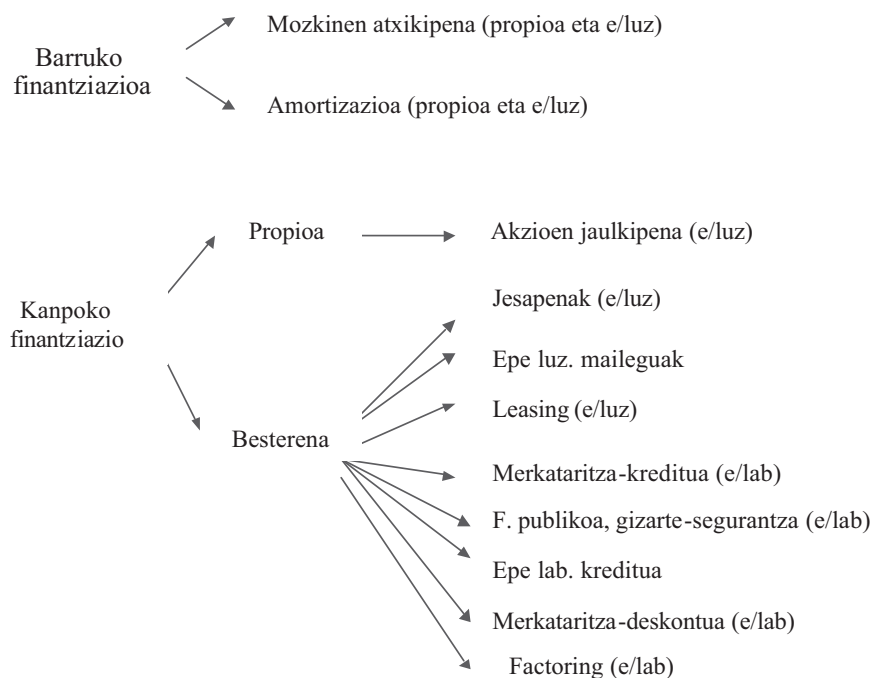 Barruko
finantziazioa
Mozkinen atxikipena (propioa eta e/luz)
Amortizazioa (propioa eta e/luz)
Kanpoko
finantziazio
Propioa
Akzioen jaulkipena (e/luz)
Besterena
Jesapenak (e/luz)
Epe luz. maileguak
Leasing (e/luz)
Merkataritza-kreditua (e/lab)
F. publikoa, gizarte-segurantza (e/lab)
Epe lab. kreditua
Merkataritza-deskontua (e/lab)
Factoring (e/lab)